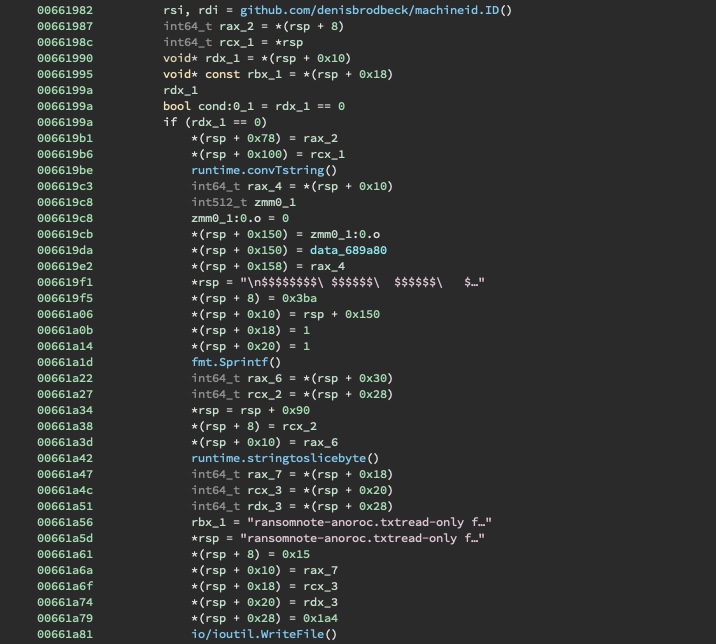 00661982 rsi, rdi = github.com/denisbrodbeck/machineid.ID()
00661987 int64_t rax_2 = *(rsp + 8)
0066198c int64_t rcx_1 = *rsp
00661990 void* rdx_1 = *(rsp + 0x10)
00661995 void* const rbx_1 = *(rsp + 0x18)
0066199a rdx_1
0066199a bool cond:0_1 = rdx_1 == 0
0066199a if (rdx_1 == 0)
006619b1 *(rsp + 0x78) = rax_2
006619b6 *(rsp + 0x100) = rcx_1
006619be runtime.convTstring()
006619c3 int64_t rax_4 = *(rsp + 0x10)
006619c8 int512_t zmm0_1
006619c8 zmm0_1:0.o = 0
006619cb *(rsp + 0x150) = zmm0_1:0.o
006619da *(rsp + 0x150) = data_689a80
006619e2 *(rsp + 0x158) = rax_4
006619f1 *rsp = "\n$$$$$$$$\ $$$$$$\  $$$$$$\   $…"
006619f5 *(rsp + 8) = 0x3ba
00661a06 *(rsp + 0x10) = rsp + 0x150
00661a0b *(rsp + 0x18) = 1
00661a14 *(rsp + 0x20) = 1
00661a1d fmt.Sprintf()
00661a22 int64_t rax_6 = *(rsp + 0x30)
00661a27 int64_t rcx_2 = *(rsp + 0x28)
00661a34 *rsp = rsp + 0x90
00661a38 *(rsp + 8) = rcx_2
00661a3d *(rsp + 0x10) = rax_6
00661a42 runtime.stringtoslicebyte()
00661a47 int64_t rax_7 = *(rsp + 0x18)
00661a4c int64_t rcx_3 = *(rsp + 0x20)
00661a51 int64_t rdx_3 = *(rsp + 0x28)
00661a56 rbx_1 = "ransomnote-anoroc.txtread-only f…"
00661a5d *rsp = "ransomnote-anoroc.txtread-only f…"
00661a61 *(rsp + 8) = 0x15
00661a6a *(rsp + 0x10) = rax_7
00661a6f *(rsp + 0x18) = rcx_3
00661a74 *(rsp + 0x20) = rdx_3
00661a79 *(rsp + 0x28) = 0x1a4
00661a81 io/ioutil.WriteFile()